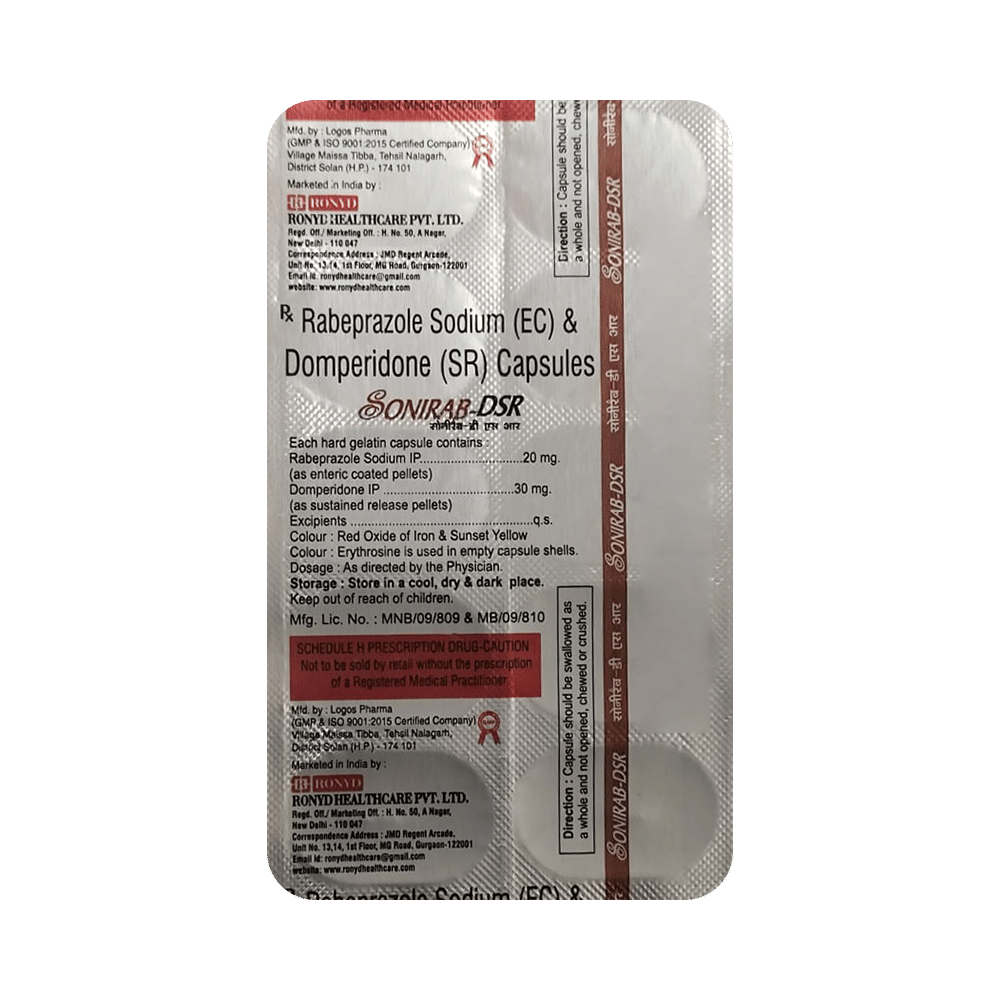 of a Registered Medical Practitioner
Mfd. by : Logos Pharma
(GMP & ISO 9001:2015 Certified Company)
Village Maissa Tibba, Tehsil Nalagarh,
District Solan (H.P.) - 174 101
Marketed in India by :
RONYD
RONYD HEALTHCARE PVT. LTD.
Regd. Off./ Marketing Off. : H. No. 50, A Nagar,
New Delhi - 110 047
Correspondence Address : JMD Regent Arcade,
Unit No. 13,14, 1st Floor, MG Road, Gurgaon-122001
Email id: ronydhealthcare@gmail.com
website: www.ronydhealthcare.com
Rx Rabeprazole Sodium (EC) &
Domperidone (SR) Capsules
SONIRAB-DSR
सोनीरैब-डी एस आर
Each hard gelatin capsule contains :
Rabeprazole Sodium IP......................20 mg.
(as enteric coated pellets)
Domperidone IP ............................30 mg.
(as sustained release pellets)
Excipients .......................................q.s.
Colour : Red Oxide of Iron & Sunset Yellow
Colour : Erythrosine is used in empty capsule shells.
Dosage : As directed by the Physician.
Storage : Store in a cool, dry & dark place.
Keep out of reach of children.
Mfg. Lic. No. : MNB/09/809 & MB/09/810
SCHEDULE H PRESCRIPTION DRUG-CAUTION :
Not to be sold by retail without the prescription
of a Registered Medical Practitioner
Mfd. by : Logos Pharma
(GMP & ISO 9001:2015 Certified Company)
GMP
Village Maissa Tibba, Tehsil Nalagarh,
District Solan (H.P.) - 174 101
Marketed in India by :
RONYD
RONYD HEALTHCARE PVT. LTD.
Regd. Off./ Marketing Off. : H. No. 50, A Nagar,
New Delhi - 110 047
Correspondence Address : JMD Regent Arcade,
Unit No. 13,14, 1st Floor, MG Road, Gurgaon-122001
Email id: ronydhealthcare@gmail.com
website: www.ronydhealthcare.com
Rabeprazole Sodium (EC) &
Direction : Capsule should be
a whole and not opened, chew
Direction : Capsule should be swallowed as
a whole and not opened, chewed or crushed.
सोनीरैब
SONIRAB-DSR
सोनीरैब-डी एस आर
SONIRAB-DSR
सोनीरैब-डी एस आर
SONIRAB-DSR